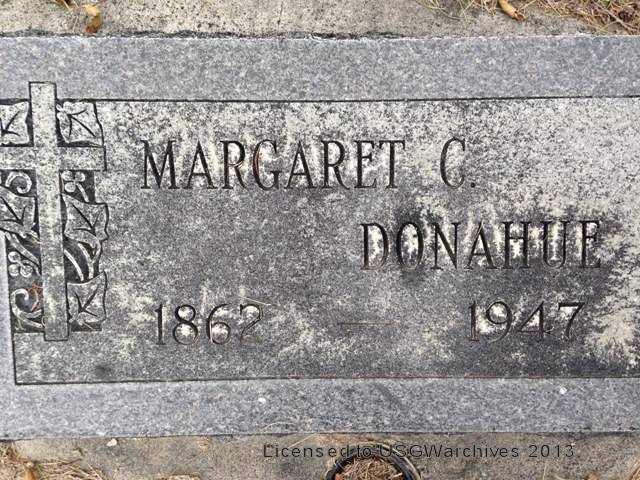 MARGARET C.
DONAHUE
1862 — 1947
Licensed to USGWarchives 2013